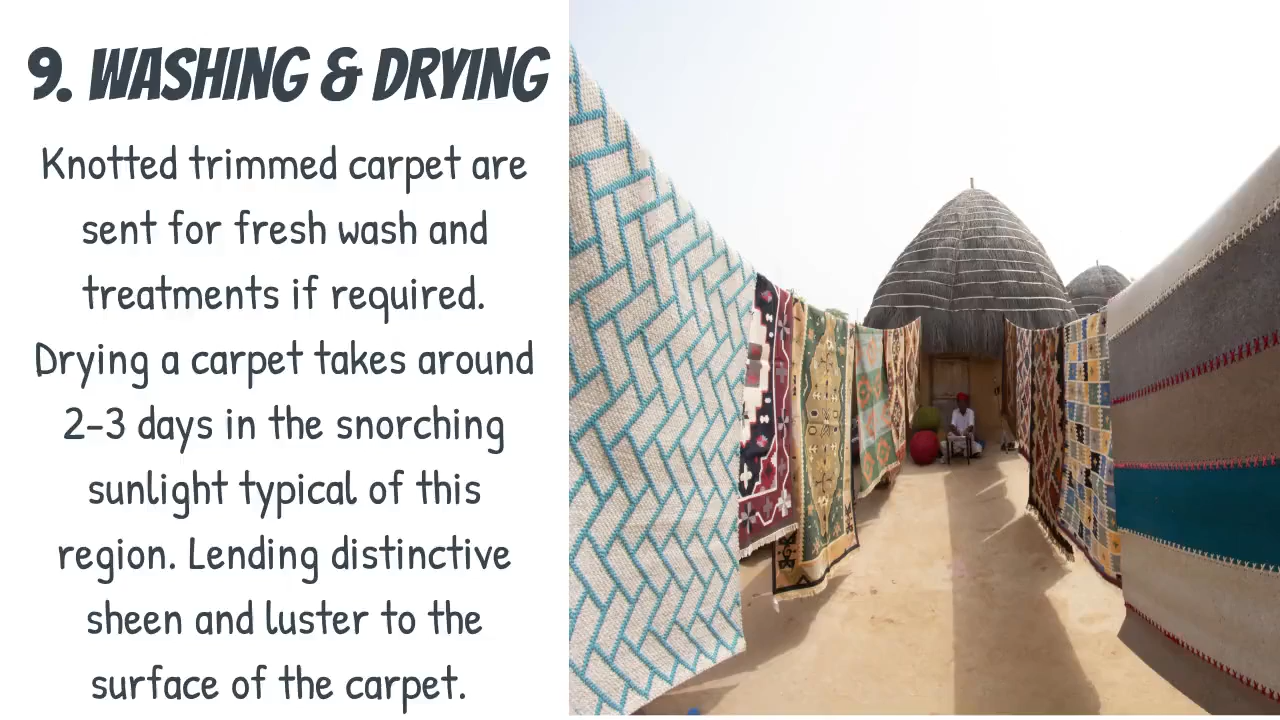 9. WASHING & DRYING
Knotted trimmed carpet are
sent for fresh wash and
treatments if required.
Drying a carpet takes around
2-3 days in the snorching
sunlight typical of this
region. Lending distinctive
sheen and luster to the
surface of the carpet.